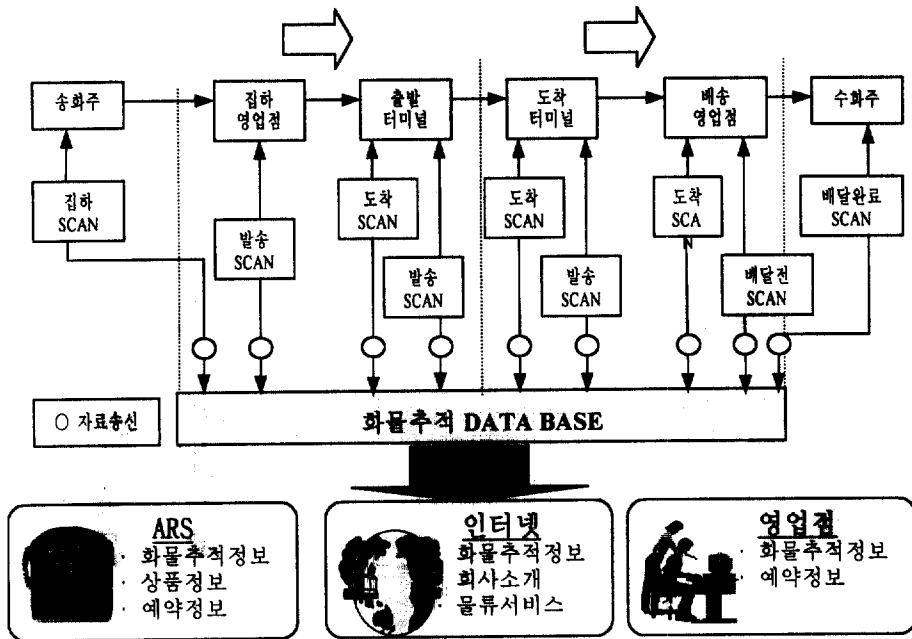 송화주
집하
영업점
출발
터미널
도착
터미널
배송
영업점
수화주
집하
SCAN
발송
SCAN
도착
SCAN
발송
SCAN
도착
SCAN
발송
SCAN
도착
SCA
N
배달전
SCAN
배달완료
SCAN
○ 자료송신
화물추적 DATA BASE
ARS
· 화물추적정보
· 상품정보
· 예약정보
인터넷
· 화물추적정보
· 회사소개
· 물류서비스
영업점
· 화물추적정보
· 예약정보